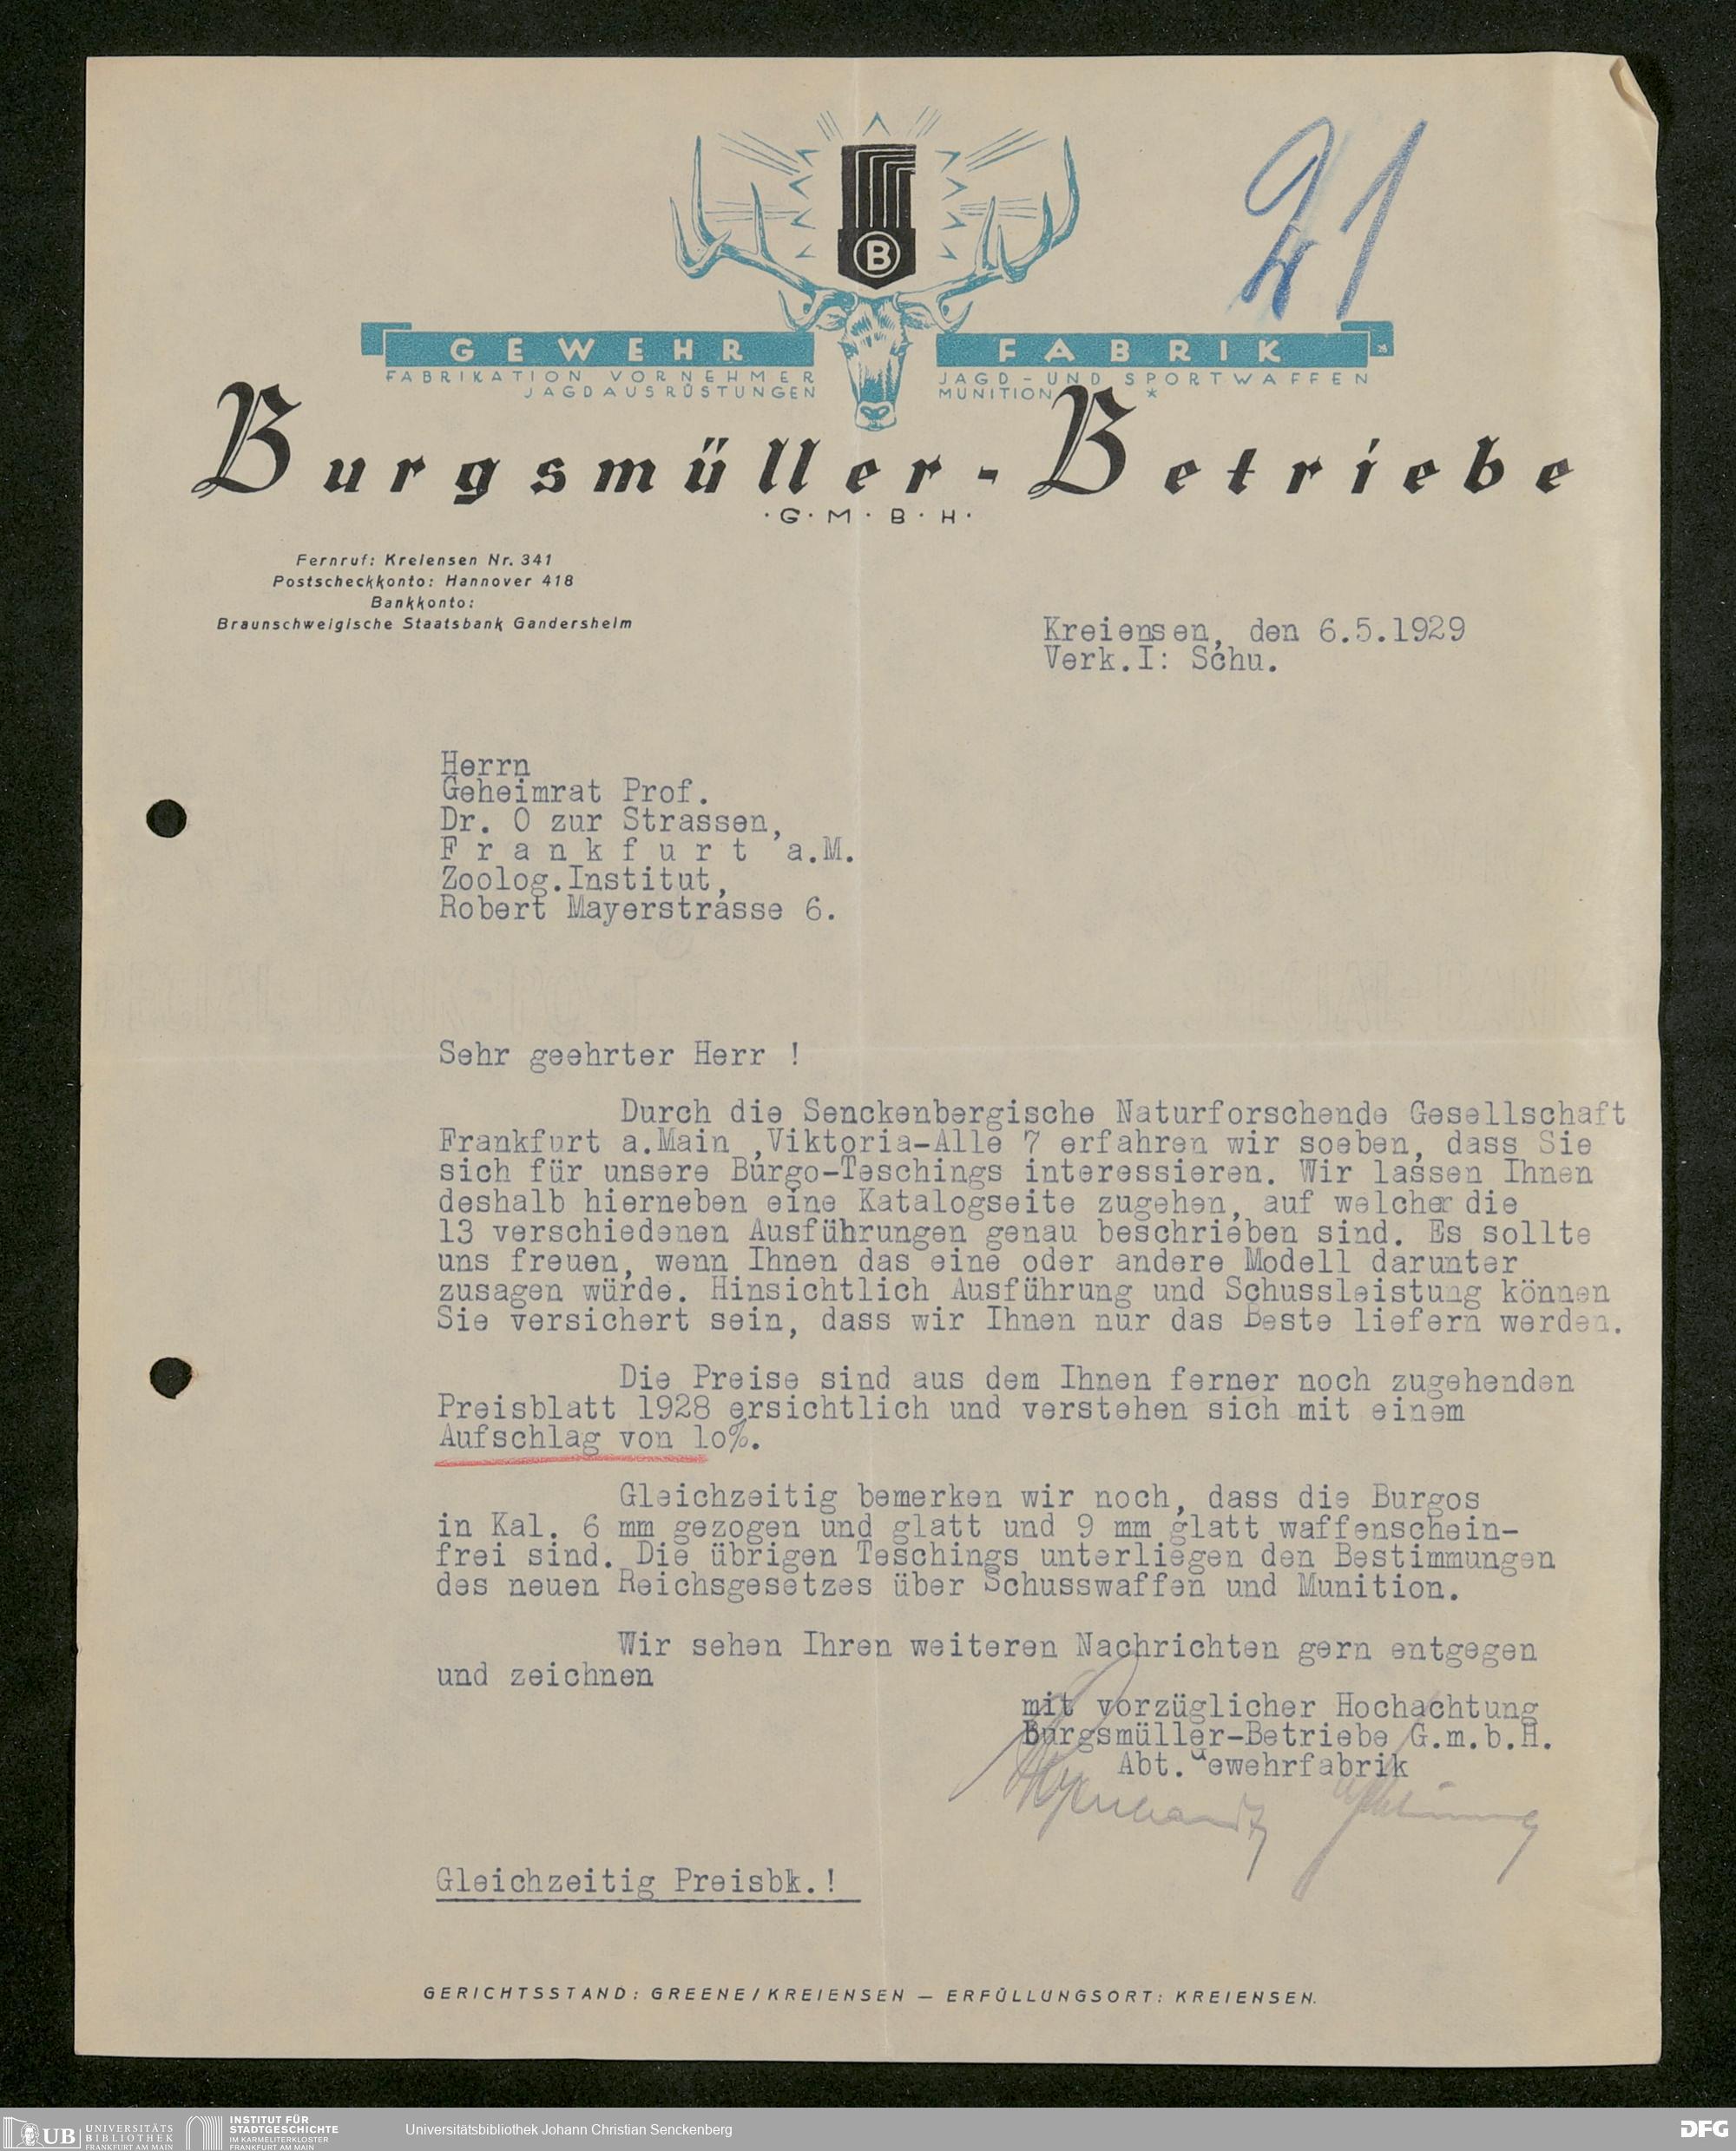 21
B
GEWEHR FABRIK
FABRIKATION VORNEHMER
JAGDAUSRÜSTUNGEN
JAGD-UND SPORTWAFFEN
MUNITION *
Burgsmüller-Betriebe
·G·M·B·H·
Fernruf: Kreiensen Nr. 341
Postscheckkonto: Hannover 418
Bankkonto:
Braunschweigische Staatsbank Gandersheim
Kreiensen, den 6.5.1929
Verk.I: Schu.
Herrn
Geheimrat Prof.
Dr. O zur Strassen,
F r a n k f u r t a.M.
Zoolog.Institut,
Robert Mayerstrasse 6.
Sehr geehrter Herr !
Durch die Senckenbergische Naturforschende Gesellschaft
Frankfurt a.Main ,Viktoria-Alle 7 erfahren wir soeben, dass Sie
sich für unsere Burgo-Teschings interessieren. Wir lassen Ihnen
deshalb hierneben eine Katalogseite zugehen, auf welcher die
13 verschiedenen Ausführungen genau beschrieben sind. Es sollte
uns freuen, wenn Ihnen das eine oder andere Modell darunter
zusagen würde. Hinsichtlich Ausführung und Schussleistung können
Sie versichert sein, dass wir Ihnen nur das Beste liefern werden.
Die Preise sind aus dem Ihnen ferner noch zugehenden
Preisblatt 1928 ersichtlich und verstehen sich mit einem
Aufschlag von 1o%.
Gleichzeitig bemerken wir noch, dass die Burgos
in Kal. 6 mm gezogen und glatt und 9 mm glatt waffenschein-
frei sind. Die übrigen Teschings unterliegen den Bestimmungen
des neuen Reichsgesetzes über Schusswaffen und Munition.
Wir sehen Ihren weiteren Nachrichten gern entgegen
und zeichnen
mit vorzüglicher Hochachtung
Burgsmüller-Betriebe G.m.b.H.
Abt. Gewehrfabrik
Gleichzeitig Preisbk.!
GERICHTSSTAND: GREENE/KREIENSEN — ERFÜLLUNGSORT: KREIENSEN.
UB UNIVERSITÄTS
BIBLIOTHEK
FRANKFURT AM MAIN
INSTITUT FÜR
STADTGESCHICHTE
IM KARMELITERKLOSTER
FRANKFURT AM MAIN
Universitätsbibliothek Johann Christian Senckenberg
DFG